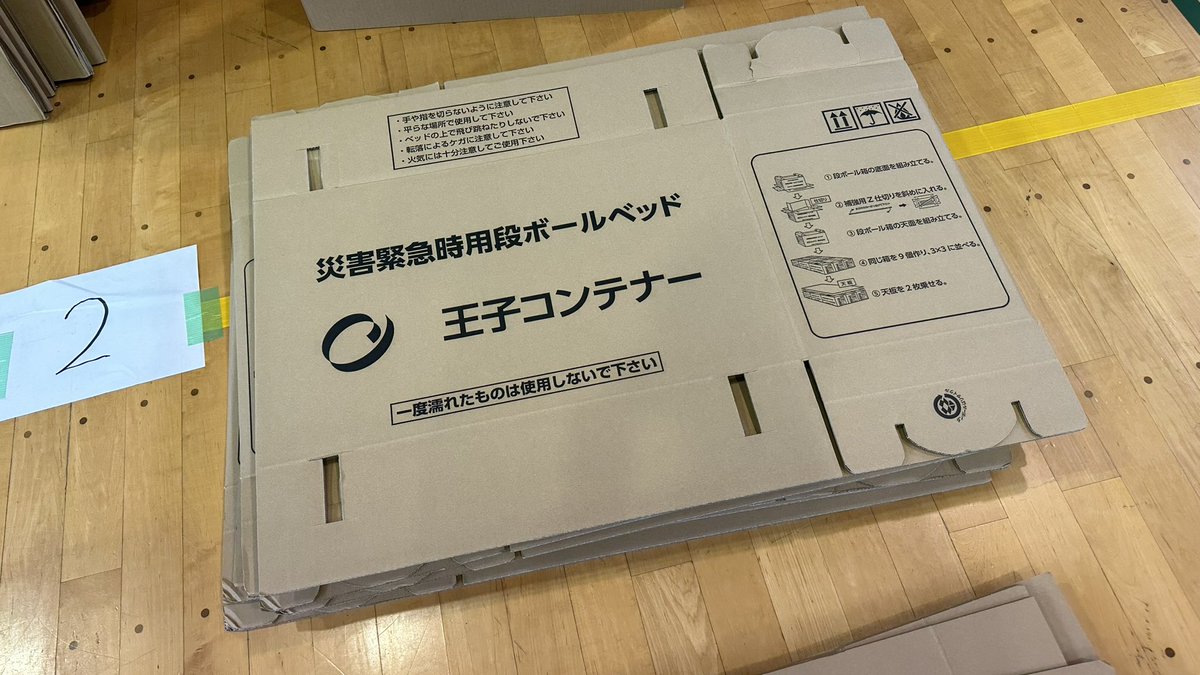 2
・手や指を切らないように注意して下さい
・平らな場所で使用して下さい
・ベッドの上で飛び跳ねたりしないで下さい
・転落によるケガに注意して下さい
・火気には十分注意してご使用下さい
災害緊急時用段ボールベッド
王子コンテナー
一度濡れたものは使用しないで下さい
①段ボール箱の底面を組み立てる。
②補強用Z仕切りを斜めに入れる。
③段ボール箱の天面を組み立てる。
④同じ箱を9個作り、3×3に並べる。
⑤天板を2枚乗せる。
天板